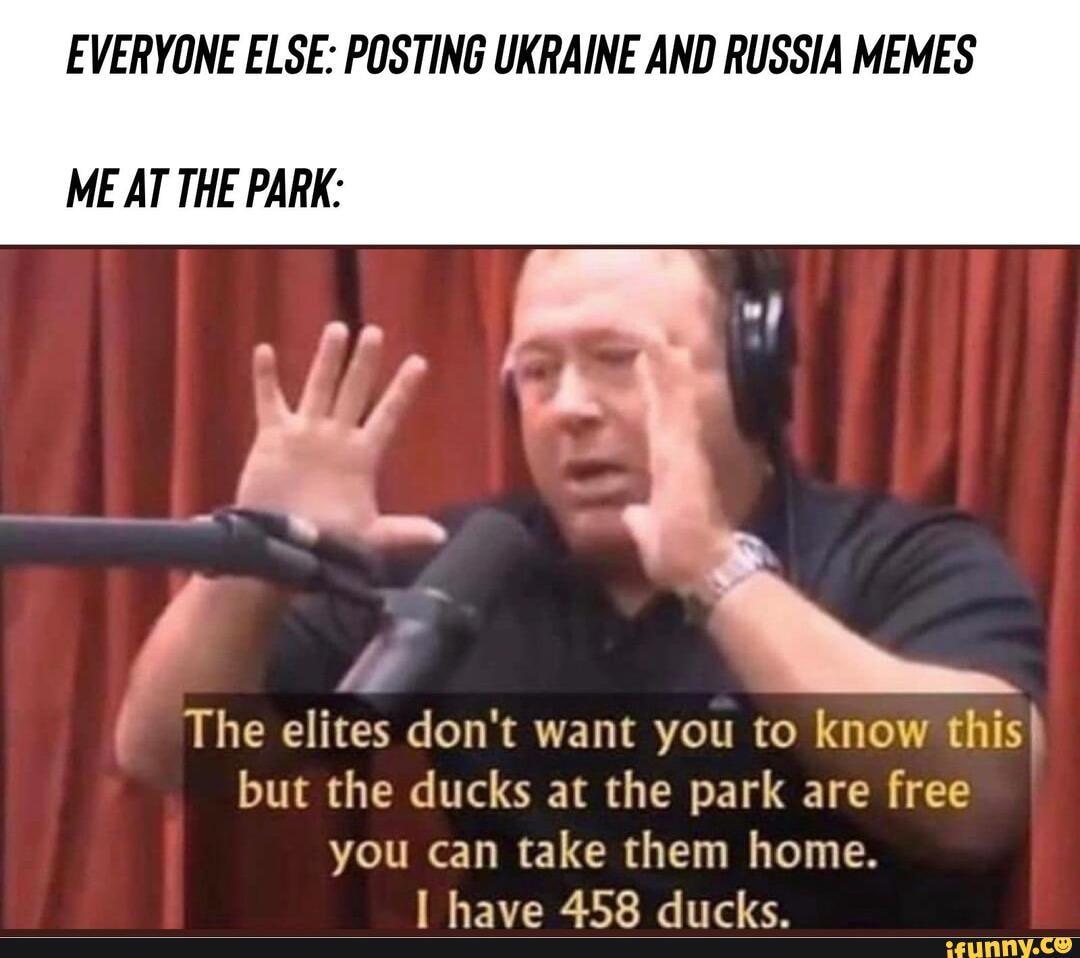 EVERYONE ELSE: POSTING UKRAINE AND RUSSIA MEMES
ME AT THE PARK:
The elites don't want you to know this
but the ducks at the park are free
you can take them home.
I have 458 ducks.
ifunny.co